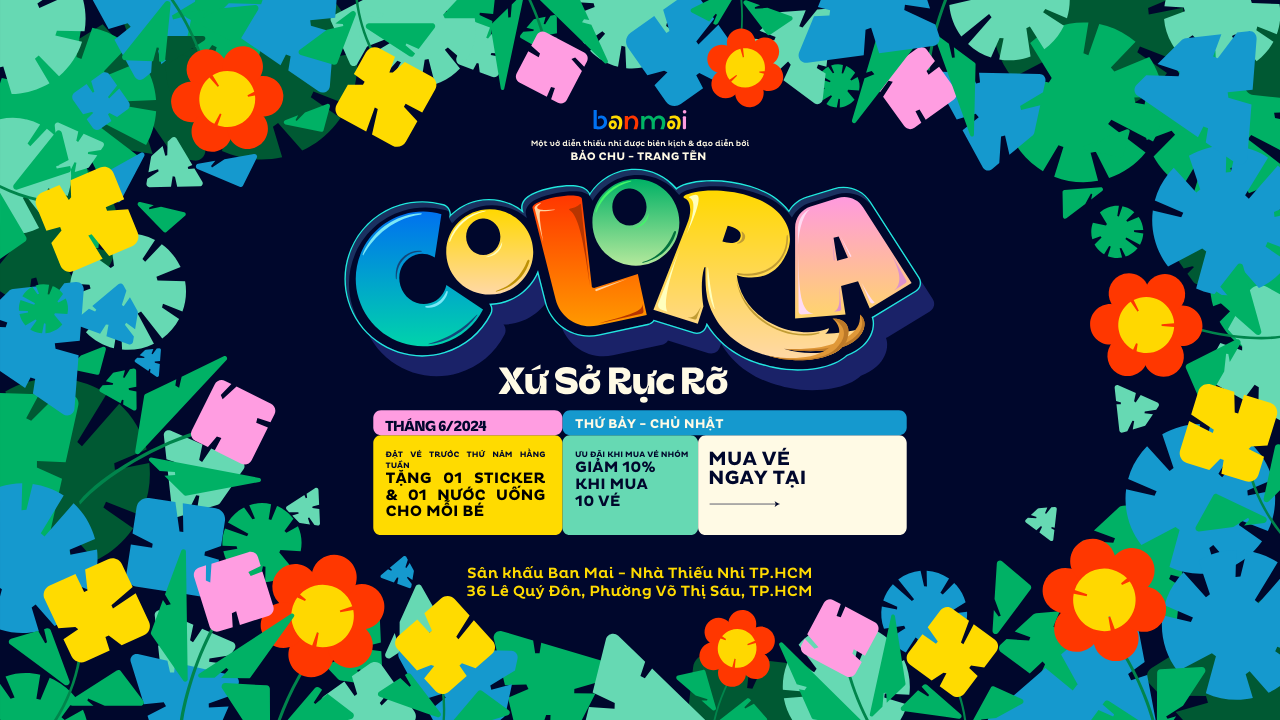 banmai
Một vở diễn thiếu nhi được biên kịch & đạo diễn bởi
BẢO CHU - TRANG TÊN
COLORA
Xứ Sở Rực Rỡ
THÁNG 6/2024
THỨ BẢY - CHỦ NHẬT
ĐẶT VÉ TRƯỚC THỨ NĂM HẰNG
TUẦN
TẶNG 01 STICKER
& 01 NƯỚC UỐNG
CHO MỖI BÉ
ƯU ĐÃI KHI MUA VÉ NHÓM
GIẢM 10%
KHI MUA
10 VÉ
MUA VÉ
NGAY TẠI
Sân khấu Ban Mai - Nhà Thiếu Nhi TP.HCM
36 Lê Quý Đôn, Phường Võ Thị Sáu, TP.HCM